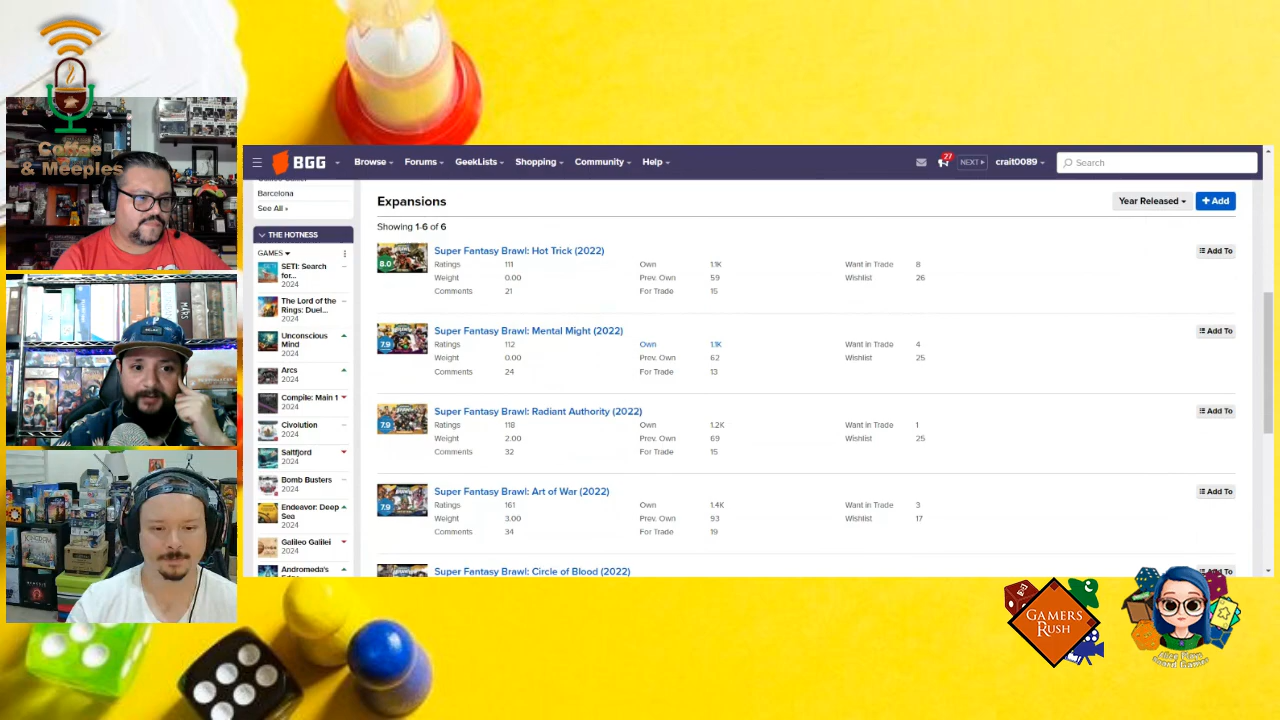 Coffee
& Meeples
BGG Browse Forums GeekLists Shopping Community Help 27 NEXT crait0089 Search
Barcelona
See All »
THE HOTNESS
GAMES
SETI: Search for...
2024
The Lord of the Rings: Duel...
2024
Unconscious Mind
2024
Arcs
2024
Compile: Main 1
2024
Civolution
2024
Saltfjord
2024
Bomb Busters
2024
Endeavor: Deep Sea
2024
Galileo Galilei
2024
Andromeda's
Expansions Year Released + Add
Showing 1-6 of 6
8.0 Super Fantasy Brawl: Hot Trick (2022) Add To
Ratings 111 Own 1.1K Want in Trade 8
Weight 0.00 Prev. Own 59 Wishlist 26
Comments 21 For Trade 15
7.9 Super Fantasy Brawl: Mental Might (2022) Add To
Ratings 112 Own 1.1K Want in Trade 4
Weight 0.00 Prev. Own 62 Wishlist 25
Comments 24 For Trade 13
7.9 Super Fantasy Brawl: Radiant Authority (2022) Add To
Ratings 118 Own 1.2K Want in Trade 1
Weight 2.00 Prev. Own 69 Wishlist 25
Comments 32 For Trade 15
7.9 Super Fantasy Brawl: Art of War (2022) Add To
Ratings 161 Own 1.4K Want in Trade 3
Weight 3.00 Prev. Own 93 Wishlist 17
Comments 34 For Trade 19
Super Fantasy Brawl: Circle of Blood (2022) Add To
GAMERS
RUSH
Alice Plays
Board Games